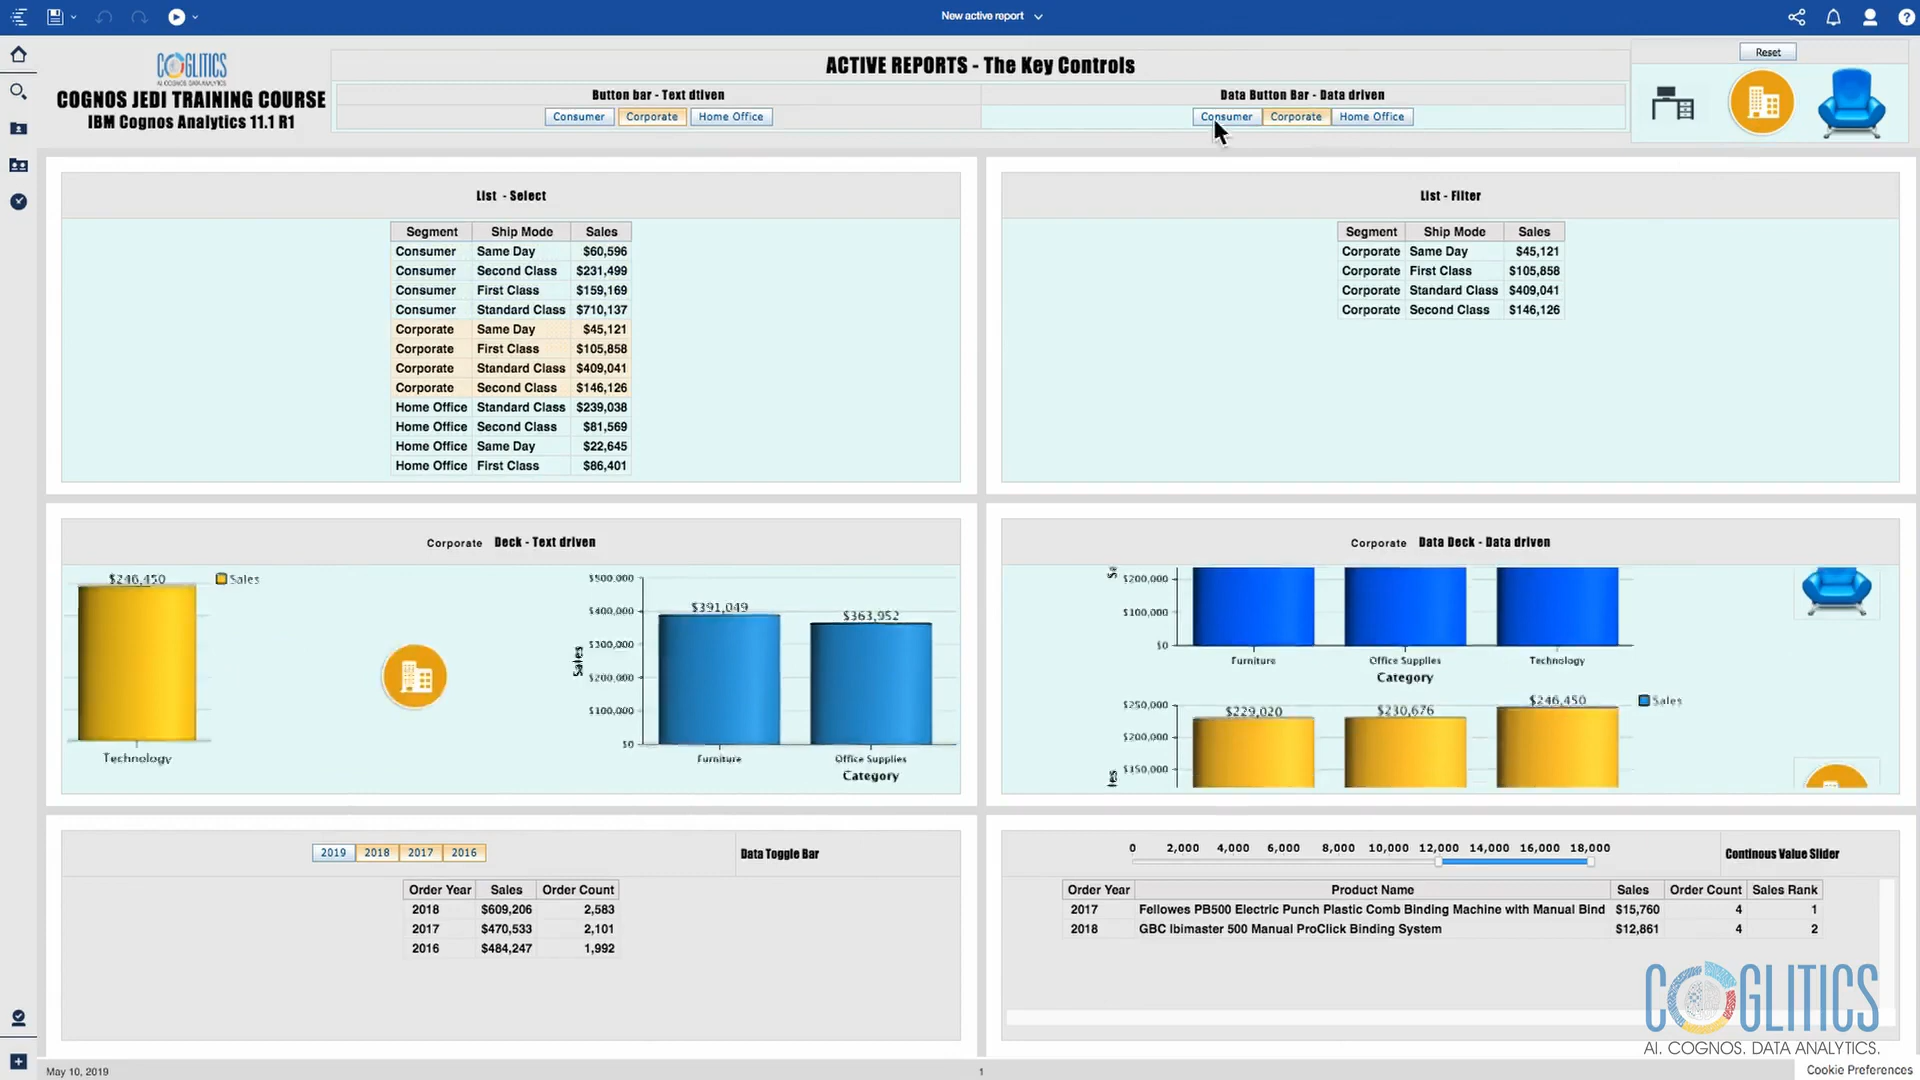 New active report
COGLITICS
AI. COGNOS. DATA ANALYTICS.
COGNOS JEDI TRAINING COURSE
IBM Cognos Analytics 11.1 R1
ACTIVE REPORTS - The Key Controls
Reset
Button bar - Text dtiven
Consumer Corporate Home Office
Data Button Bar - Data driven
Consumer Corporate Home Office
List - Select
Segment Ship Mode Sales
Consumer Same Day $60,596
Consumer Second Class $231,499
Consumer First Class $159,169
Consumer Standard Class $710,137
Corporate Same Day $45,121
Corporate First Class $105,858
Corporate Standard Class $409,041
Corporate Second Class $146,126
Home Office Standard Class $239,038
Home Office Second Class $81,569
Home Office Same Day $22,645
Home Office First Class $86,401
List - Filter
Segment Ship Mode Sales
Corporate Same Day $45,121
Corporate First Class $105,858
Corporate Standard Class $409,041
Corporate Second Class $146,126
Corporate Deck - Text driven
$246,450 Sales
Technology
$500,000
$400,000
$300,000
$200,000
$100,000
$0
Sales
$391,049 $363,952
Furniture Office Supplies
Category
Corporate Data Deck - Data driven
$200,000
$100,000
$0
Furniture Office Supplies Technology
Category
$250,000
$200,000
$150,000
$229,020 $230,676 $246,450 Sales
2019 2018 2017 2016 Data Toggle Bar
Order Year Sales Order Count
2018 $609,206 2,583
2017 $470,533 2,101
2016 $484,247 1,992
0 2,000 4,000 6,000 8,000 10,000 12,000 14,000 16,000 18,000 Continous Value Slider
Order Year Product Name Sales Order Count Sales Rank
2017 Fellowes PB500 Electric Punch Plastic Comb Binding Machine with Manual Bind $15,760 4 1
2018 GBC Ibimaster 500 Manual ProClick Binding System $12,861 4 2
COGLITICS
AI. COGNOS. DATA ANALYTICS.
May 10, 2019 1 Cookie Preferences